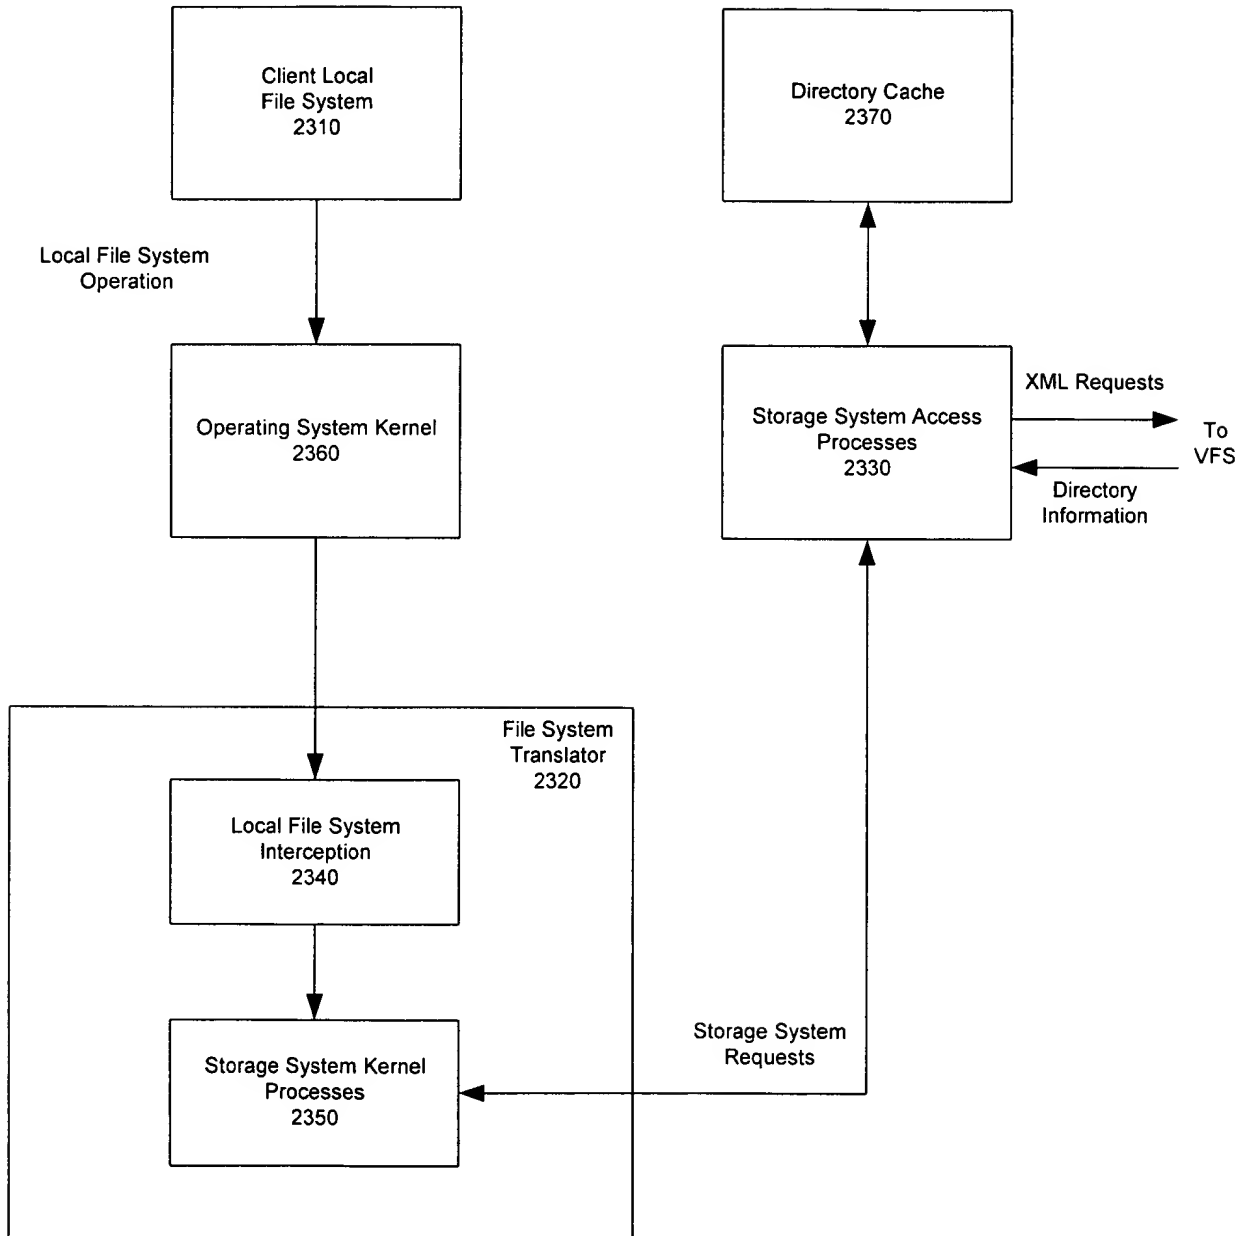 Client Local
File System
2310
Directory Cache
2370
Local File System
Operation
Operating System Kernel
2360
Storage System Access
Processes
2330
XML Requests
To
VFS
Directory
Information
File System
Translator
2320
Local File System
Interception
2340
Storage System Kernel
Processes
2350
Storage System
Requests